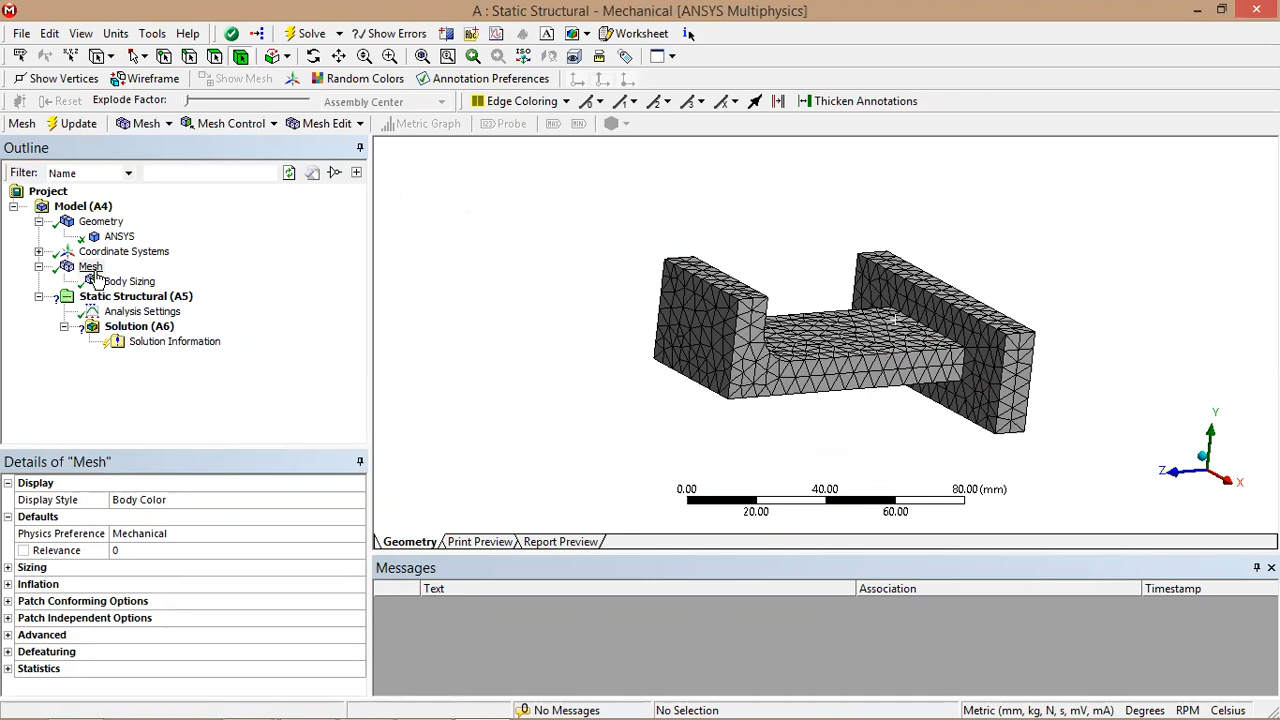 A : Static Structural - Mechanical [ANSYS Multiphysics]
File Edit View Units Tools Help Solve Show Errors A Worksheet i
Show Vertices Wireframe Show Mesh Random Colors Annotation Preferences
Reset Explode Factor: Assembly Center Edge Coloring Thicken Annotations
Mesh Update Mesh Mesh Control Mesh Edit Metric Graph Probe
Outline
Filter: Name
Project
Model (A4)
Geometry
ANSYS
Coordinate Systems
Mesh
Body Sizing
Static Structural (A5)
Analysis Settings
Solution (A6)
Solution Information
Details of "Mesh"
Display
Display Style Body Color
Defaults
Physics Preference Mechanical
Relevance 0
Sizing
Inflation
Patch Conforming Options
Patch Independent Options
Advanced
Defeaturing
Statistics
Y
Z
X
0.00 40.00 80.00 (mm)
20.00 60.00
Geometry Print Preview Report Preview
Messages
Text Association Timestamp
No Messages No Selection Metric (mm, kg, N, s, mV, mA) Degrees RPM Celsius